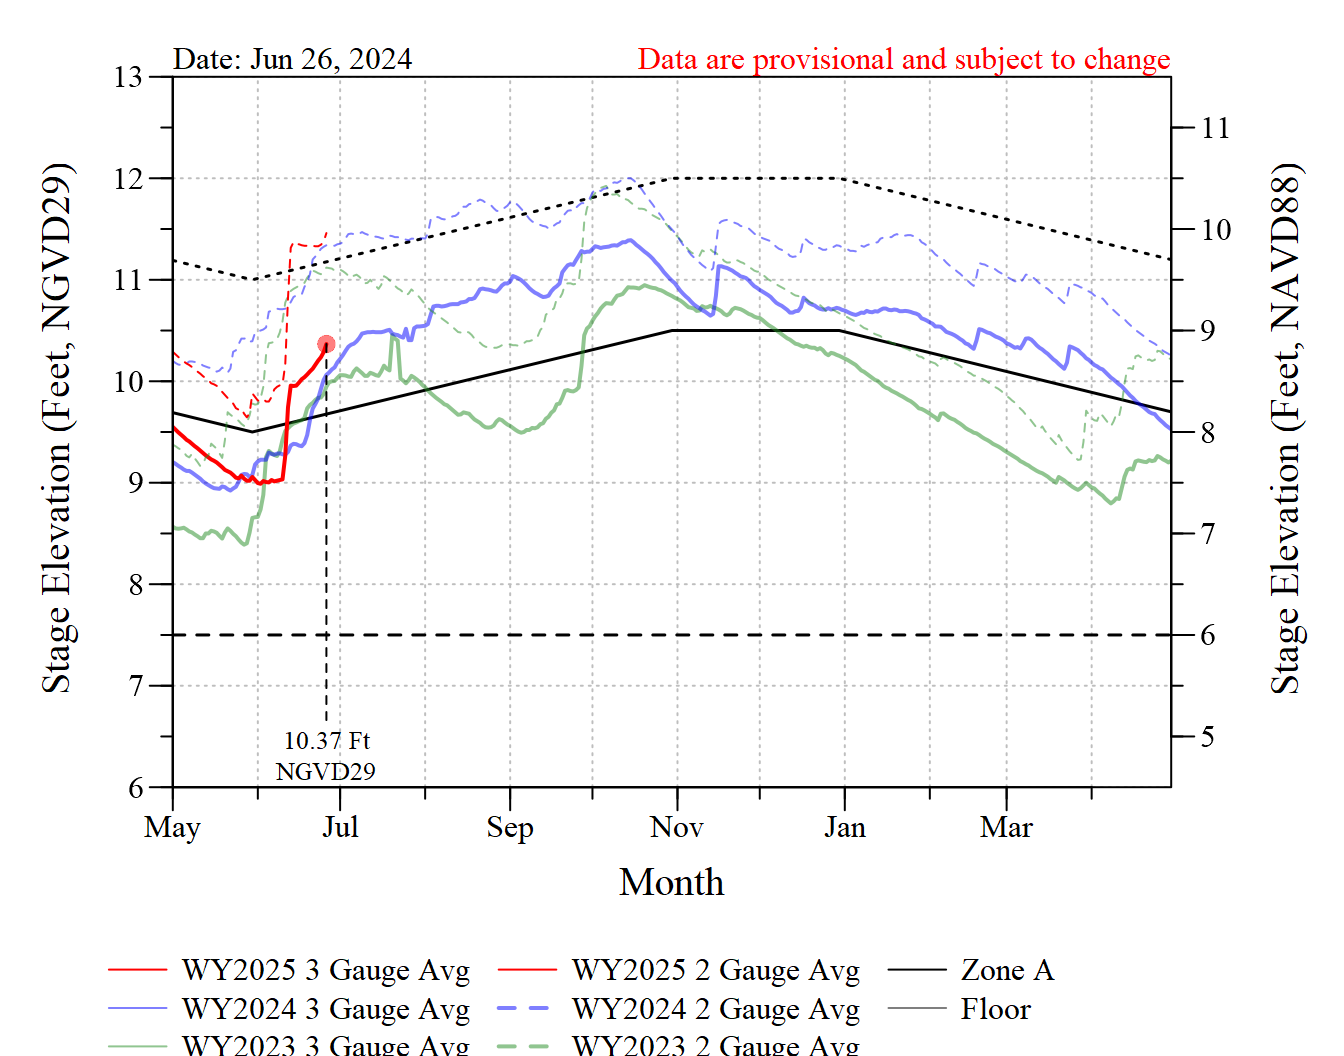 Date: Jun 26, 2024
Data are provisional and subject to change
Stage Elevation (Feet, NGVD29)
13
12
11
10
9
8
7
6
11
10
9
8
7
6
5
Stage Elevation (Feet, NAVD88)
10.37 Ft
NGVD29
May Jul Sep Nov Jan Mar
Month
WY2025 3 Gauge Avg WY2025 2 Gauge Avg Zone A
WY2024 3 Gauge Avg WY2024 2 Gauge Avg Floor
WY2023 3 Gauge Avg WY2023 2 Gauge Avg